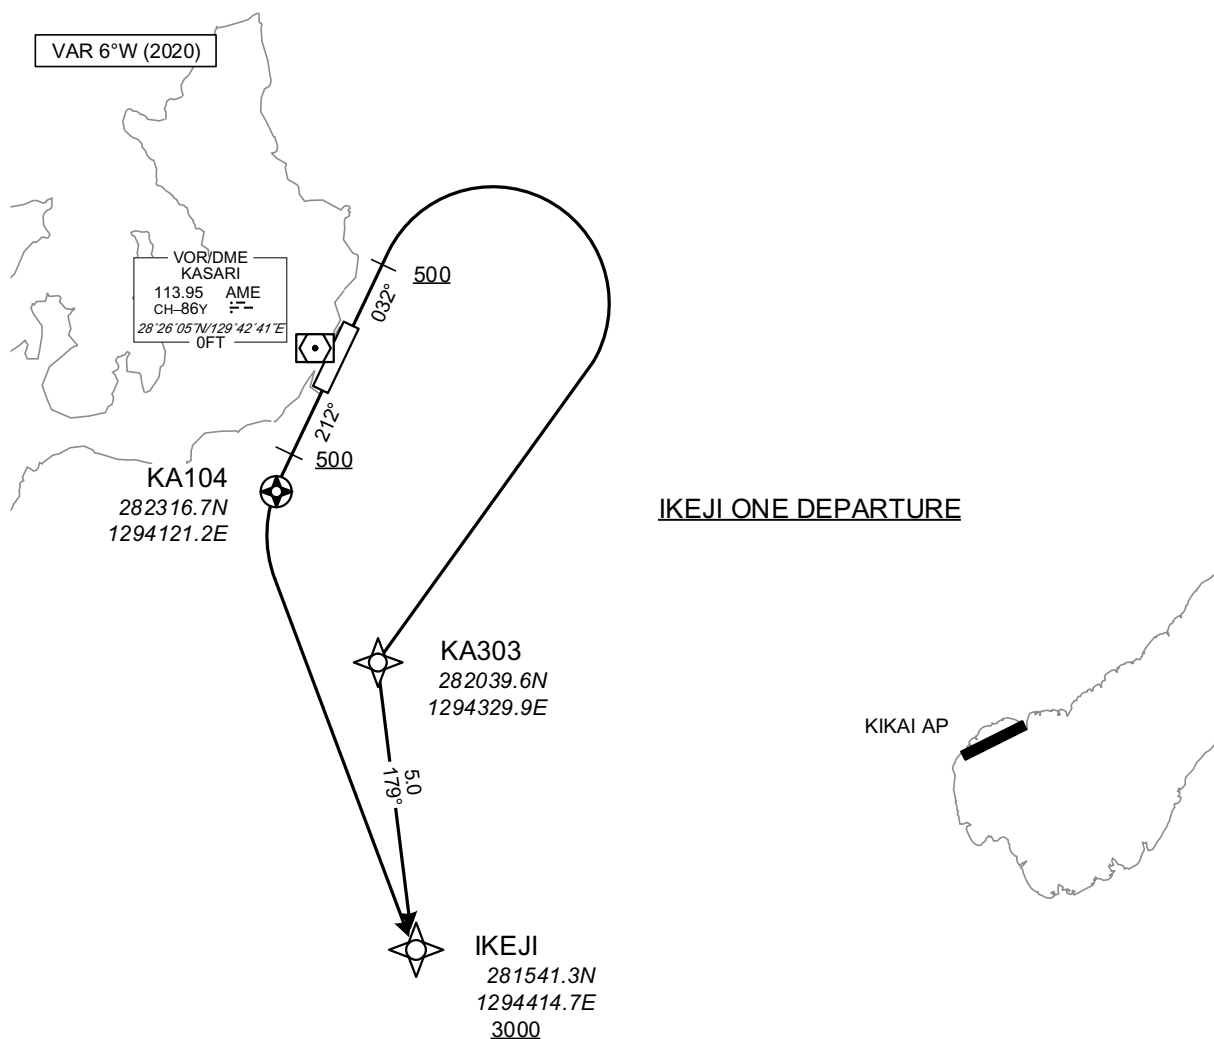 VAR 6°W (2020)
VOR/DME
KASARI
113.95 AME
CH–86Y
28°26′05″N/129°42′41″E
0FT
500
032°
212°
500
KA104
282316.7N
1294121.2E
IKEJI ONE DEPARTURE
KA303
282039.6N
1294329.9E
KIKAI AP
5.0
179°
IKEJI
281541.3N
1294414.7E
3000